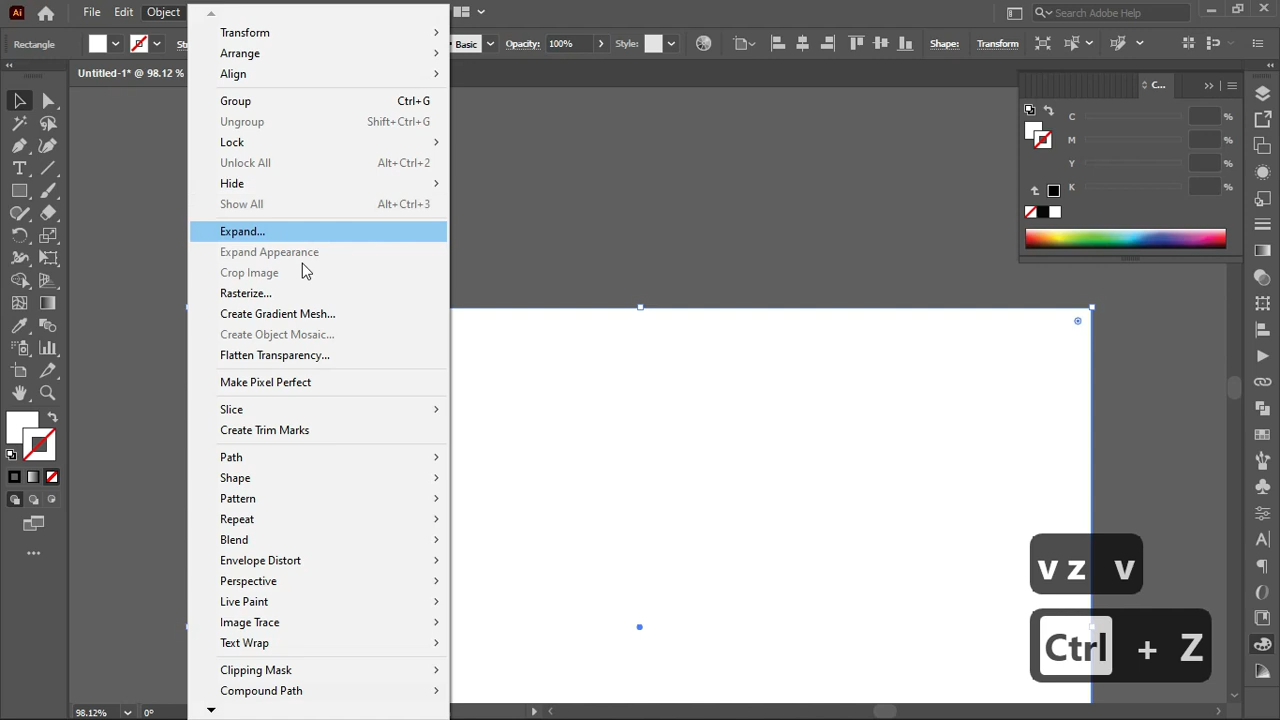 Ai File Edit Object Search Adobe Help
Rectangle Basic Opacity: 100% Style: Shape: Transform
Untitled-1* @ 98.12 %
Transform
Arrange
Align
Group Ctrl+G
Ungroup Shift+Ctrl+G
Lock
Unlock All Alt+Ctrl+2
Hide
Show All Alt+Ctrl+3
Expand...
Expand Appearance
Crop Image
Rasterize...
Create Gradient Mesh...
Create Object Mosaic...
Flatten Transparency...
Make Pixel Perfect
Slice
Create Trim Marks
Path
Shape
Pattern
Repeat
Blend
Envelope Distort
Perspective
Live Paint
Image Trace
Text Wrap
Clipping Mask
Compound Path
C...
C %
M %
Y %
K %
v z v
Ctrl + Z
98.12% 0°